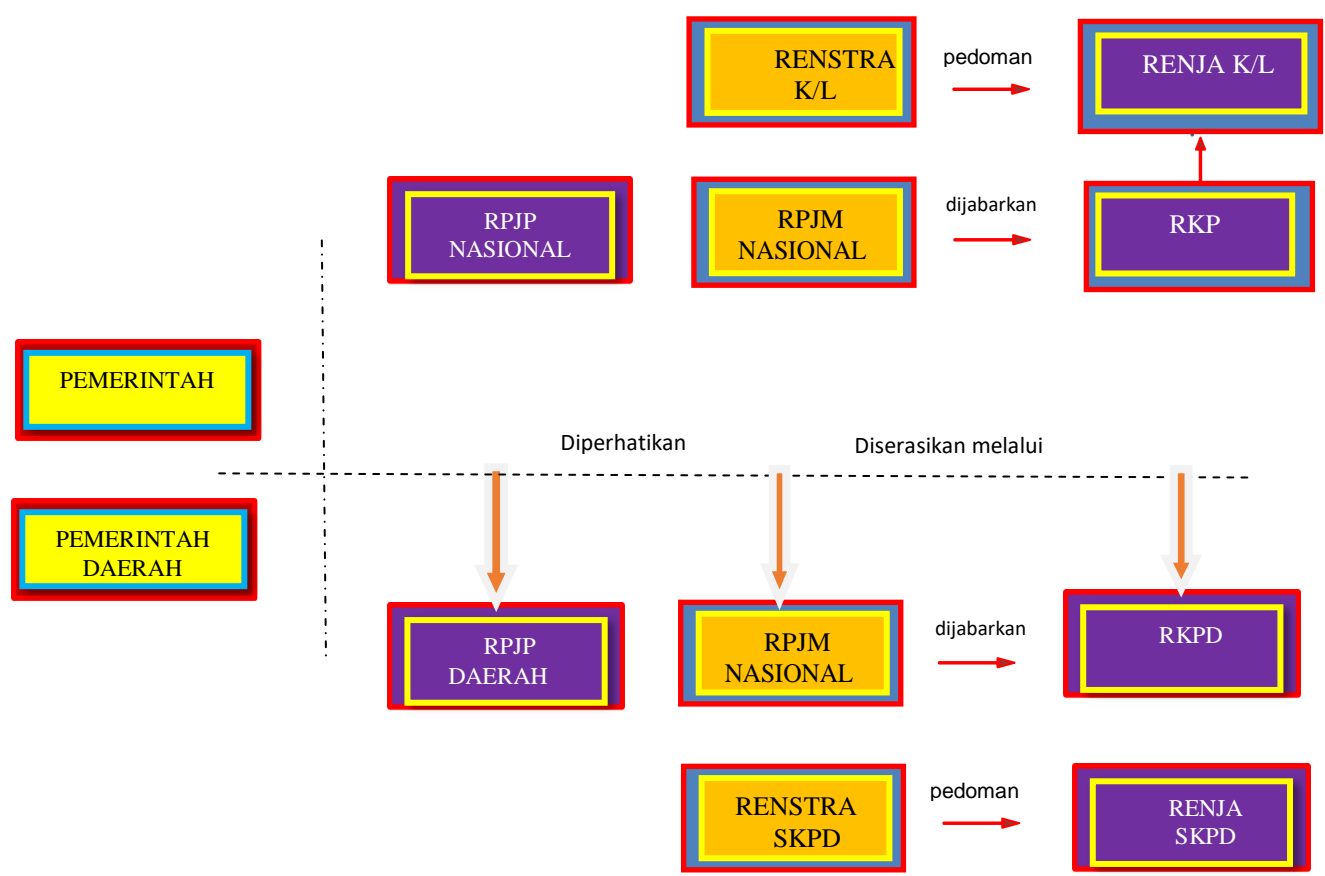 RENSTRA
K/L
pedoman
RENJA K/L
RPJP
NASIONAL
RPJM
NASIONAL
dijabarkan
RKP
PEMERINTAH
Diperhatikan
Diserasikan melalui
PEMERINTAH
DAERAH
RPJP
DAERAH
RPJM
NASIONAL
dijabarkan
RKPD
RENSTRA
SKPD
pedoman
RENJA
SKPD